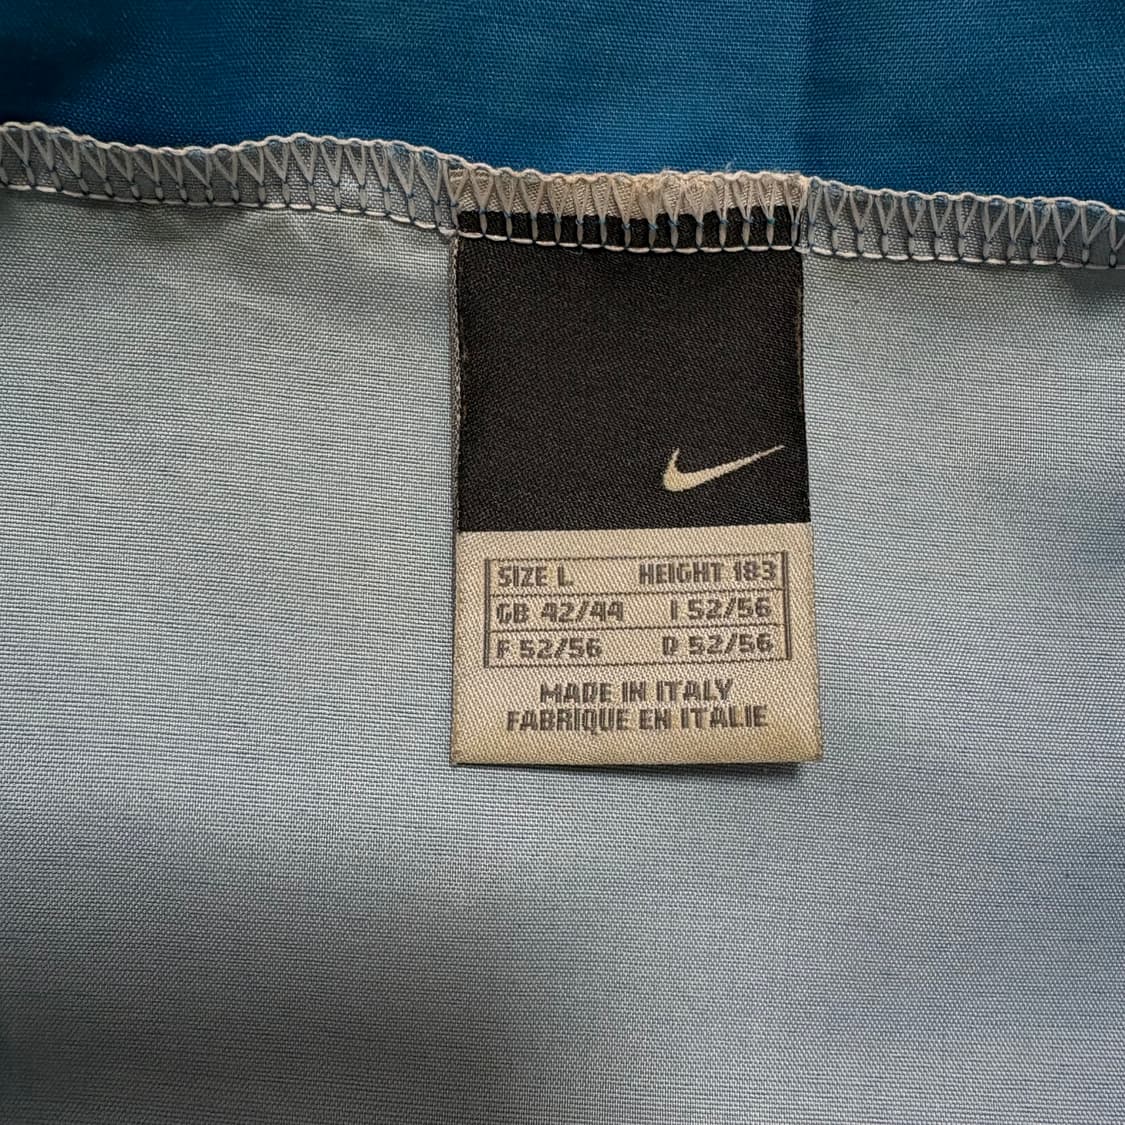 SIZE L HEIGHT 183
GB 42/44 I 52/56
F 52/56 D 52/56
MADE IN ITALY
FABRIQUE EN ITALIE